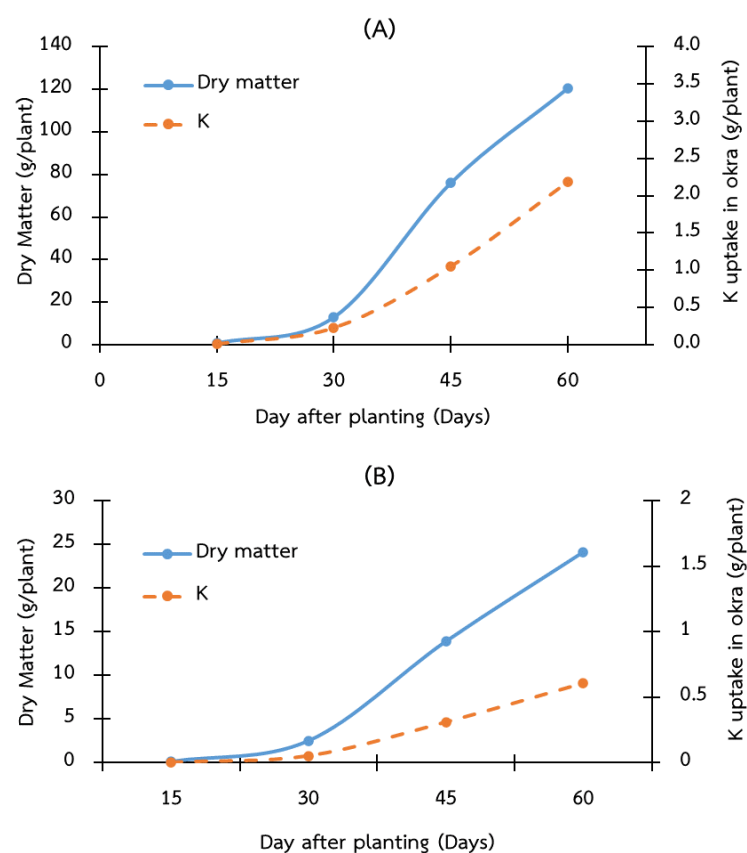 (A)
140
120
100
80
60
40
20
0
Dry Matter (g/plant)
Dry matter
K
4.0
3.5
3.0
2.5
2.0
1.5
1.0
0.5
0.0
K uptake in okra (g/plant)
0 15 30 45 60
Day after planting (Days)
(B)
30
25
20
15
10
5
0
Dry Matter (g/plant)
Dry matter
K
2
1.5
1
0.5
0
K uptake in okra (g/plant)
15 30 45 60
Day after planting (Days)